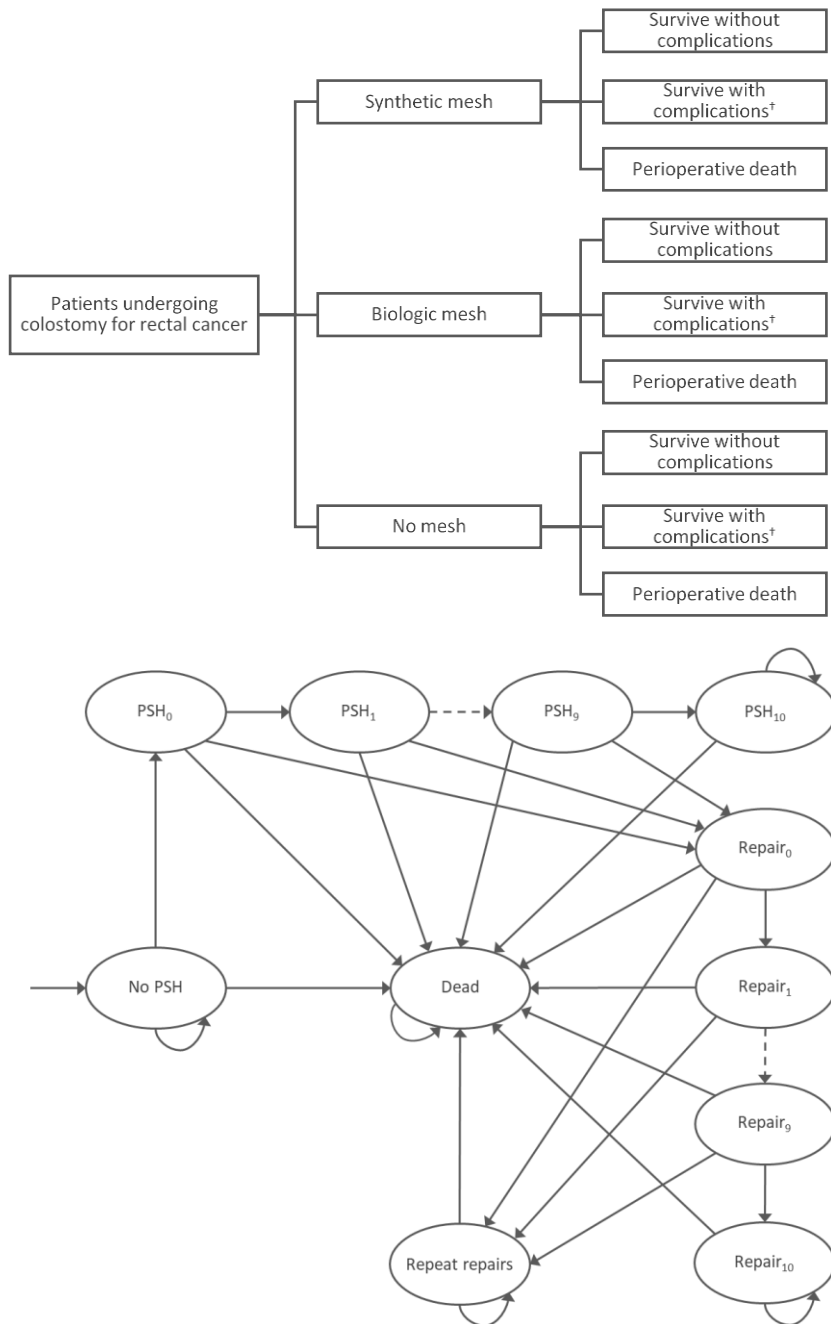 Survive without
complications
Synthetic mesh
Survive with
complications†
Perioperative death
Survive without
complications
Patients undergoing
colostomy for rectal cancer
Biologic mesh
Survive with
complications†
Perioperative death
Survive without
complications
No mesh
Survive with
complications†
Perioperative death
PSH₀
PSH₁
PSH₉
PSH₁₀
Repair₀
No PSH
Dead
Repair₁
Repair₉
Repeat repairs
Repair₁₀